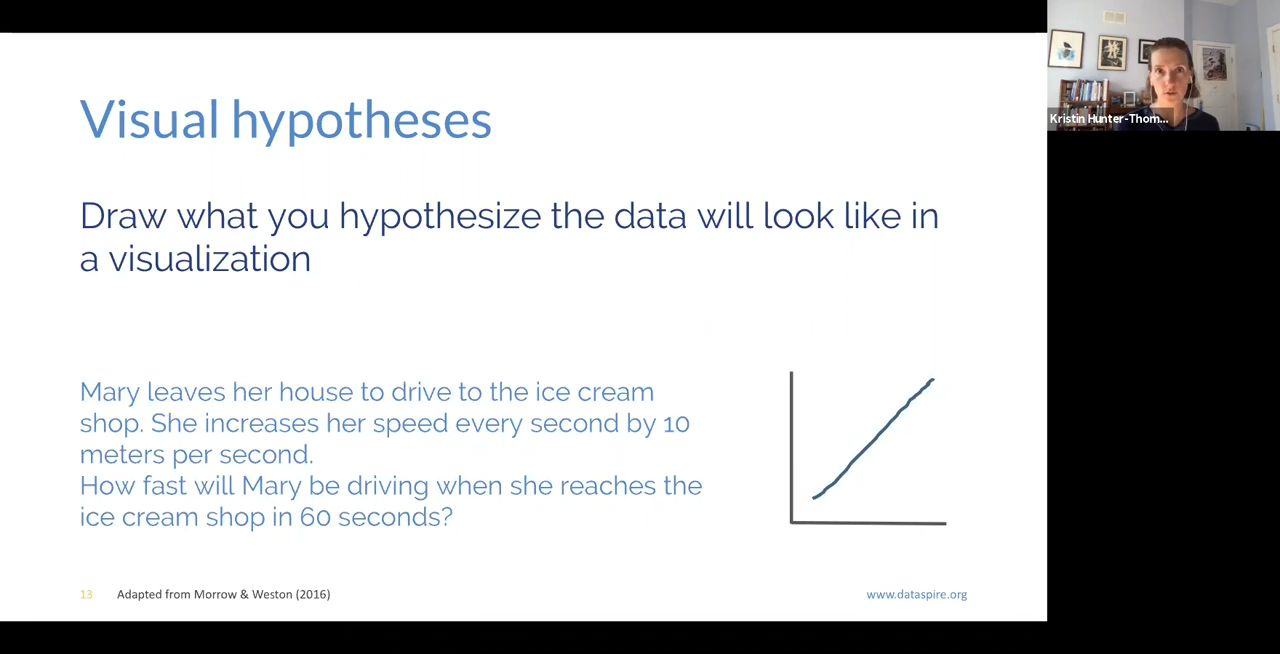 Visual hypotheses
Draw what you hypothesize the data will look like in
a visualization
Mary leaves her house to drive to the ice cream
shop. She increases her speed every second by 10
meters per second.
How fast will Mary be driving when she reaches the
ice cream shop in 60 seconds?
13 Adapted from Morrow & Weston (2016)
www.dataspire.org
Kristin Hunter-Thom...